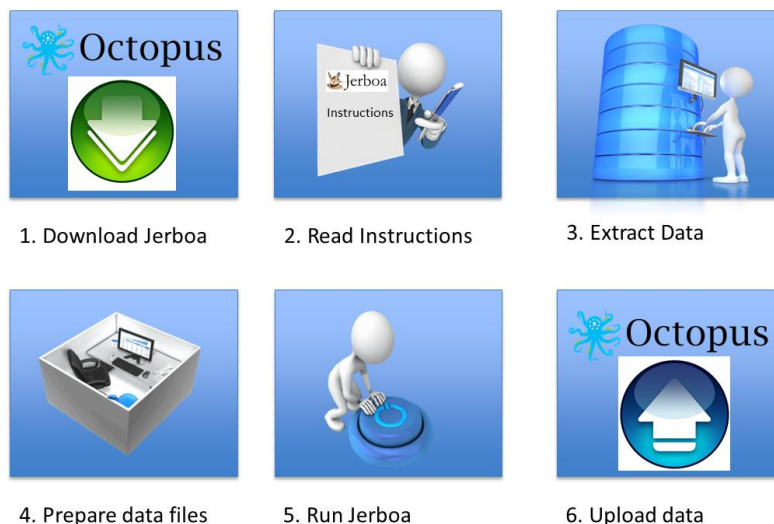 Octopus
Jerboa
Instructions
1. Download Jerboa
2. Read Instructions
3. Extract Data
Octopus
4. Prepare data files
5. Run Jerboa
6. Upload data